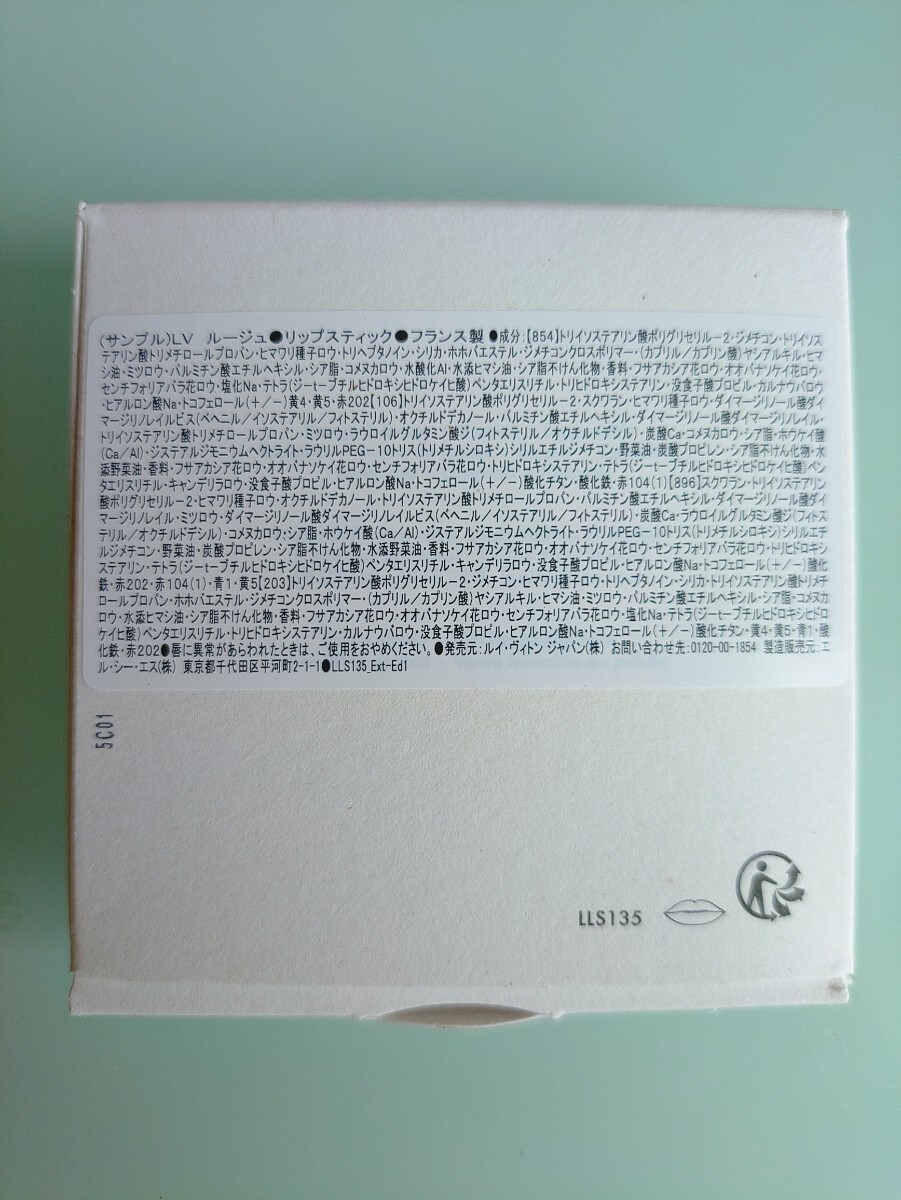 (サンプル)LV ルージュ●リップスティック●フランス製 ●成分:【854】トリイソステアリン酸ポリグリセリル-2・ジメチコン・トリイソス
テアリン酸トリメチロールプロパン・ヒマワリ種子ロウ・トリヘプタノイン・シリカ・ホホバエステル・ジメチコンクロスポリマー・(カプリル/カプリン酸)ヤシアルキル・ヒマ
シ油・ミツロウ・パルミチン酸エチルヘキシル・シア脂・コメヌカロウ・水酸化Al・水添ヒマシ油・シア脂不けん化物・香料・フサアカシア花ロウ・オオバナソケイ花ロウ・
センチフォリアバラ花ロウ・塩化Na・テトラ(ジ-t-ブチルヒドロキシヒドロケイヒ酸)ペンタエリスリチル・トリヒドロキシステアリン・没食子酸プロピル・カルナウバロウ
・ヒアルロン酸Na・トコフェロール(+/-)黄4・黄5・赤202【106】トリイソステアリン酸ポリグリセリル-2・スクワラン・ヒマワリ種子ロウ・ダイマージリノール酸ダイ
マージリノレイルビス(ベヘニル/イソステアリル/フィトステリル)・オクチルドデカノール・パルミチン酸エチルヘキシル・ダイマージリノール酸ダイマージリノレイル・
トリイソステアリン酸トリメチロールプロパン・ミツロウ・ラウロイルグルタミン酸ジ(フィトステリル/オクチルドデシル)・炭酸Ca・コメヌカロウ・シア脂・ホウケイ酸
(Ca/Al)・ジステアルジモニウムヘクトライト・ラウリルPEG-10トリス(トリメチルシロキシ)シリルエチルジメチコン・野菜油・炭酸プロピレン・シア脂不けん化物・水
添野菜油・香料・フサアカシア花ロウ・オオバナソケイ花ロウ・センチフォリアバラ花ロウ・トリヒドロキシステアリン・テトラ(ジ-t-ブチルヒドロキシヒドロケイヒ酸)ペン
タエリスリチル・キャンデリラロウ・没食子酸プロピル・ヒアルロン酸Na・トコフェロール(+/-)酸化チタン・酸化鉄・赤104(1)【896】スクワラン・トリイソステアリン
酸ポリグリセリル-2・ヒマワリ種子ロウ・オクチルドデカノール・トリイソステアリン酸トリメチロールプロパン・パルミチン酸エチルヘキシル・ダイマージリノール酸ダイ
マージリノレイル・ミツロウ・ダイマージリノール酸ダイマージリノレイルビス(ベヘニル/イソステアリル/フィトステリル)・炭酸Ca・ラウロイルグルタミン酸ジ(フィトス
テリル/オクチルドデシル)・コメヌカロウ・シア脂・ホウケイ酸(Ca/Al)・ジステアルジモニウムヘクトライト・ラウリルPEG-10トリス(トリメチルシロキシ)シリルエチ
ルジメチコン・野菜油・炭酸プロピレン・シア脂不けん化物・水添野菜油・香料・フサアカシア花ロウ・オオバナソケイ花ロウ・センチフォリアバラ花ロウ・トリヒドロキシス
テアリン・テトラ(ジ-t-ブチルヒドロキシヒドロケイヒ酸)ペンタエリスリチル・キャンデリラロウ・没食子酸プロピル・ヒアルロン酸Na・トコフェロール(+/-)酸化
鉄・赤202・赤104(1)・青1・黄5【203】トリイソステアリン酸ポリグリセリル-2・ジメチコン・ヒマワリ種子ロウ・トリヘプタノイン・シリカ・トリイソステアリン酸トリメチ
ロールプロパン・ホホバエステル・ジメチコンクロスポリマー・(カプリル/カプリン酸)ヤシアルキル・ヒマシ油・ミツロウ・パルミチン酸エチルヘキシル・シア脂・コメヌカ
ロウ・水添ヒマシ油・シア脂不けん化物・香料・フサアカシア花ロウ・オオバナソケイ花ロウ・センチフォリアバラ花ロウ・塩化Na・テトラ(ジ-t-ブチルヒドロキシヒドロ
ケイヒ酸)ペンタエリスリチル・トリヒドロキシステアリン・カルナウバロウ・没食子酸プロピル・ヒアルロン酸Na・トコフェロール(+/-)酸化チタン・黄4・黄5・青1・酸
化鉄・赤202●唇に異常があらわれたときは、ご使用をおやめください。●発売元:ルイ・ヴィトン ジャパン(株) お問い合わせ先:0120-00-1854 製造販売元:エ
ル・シー・エス(株) 東京都千代田区平河町2-1-1●LLS135_Ext-Ed1
5C01
LLS135